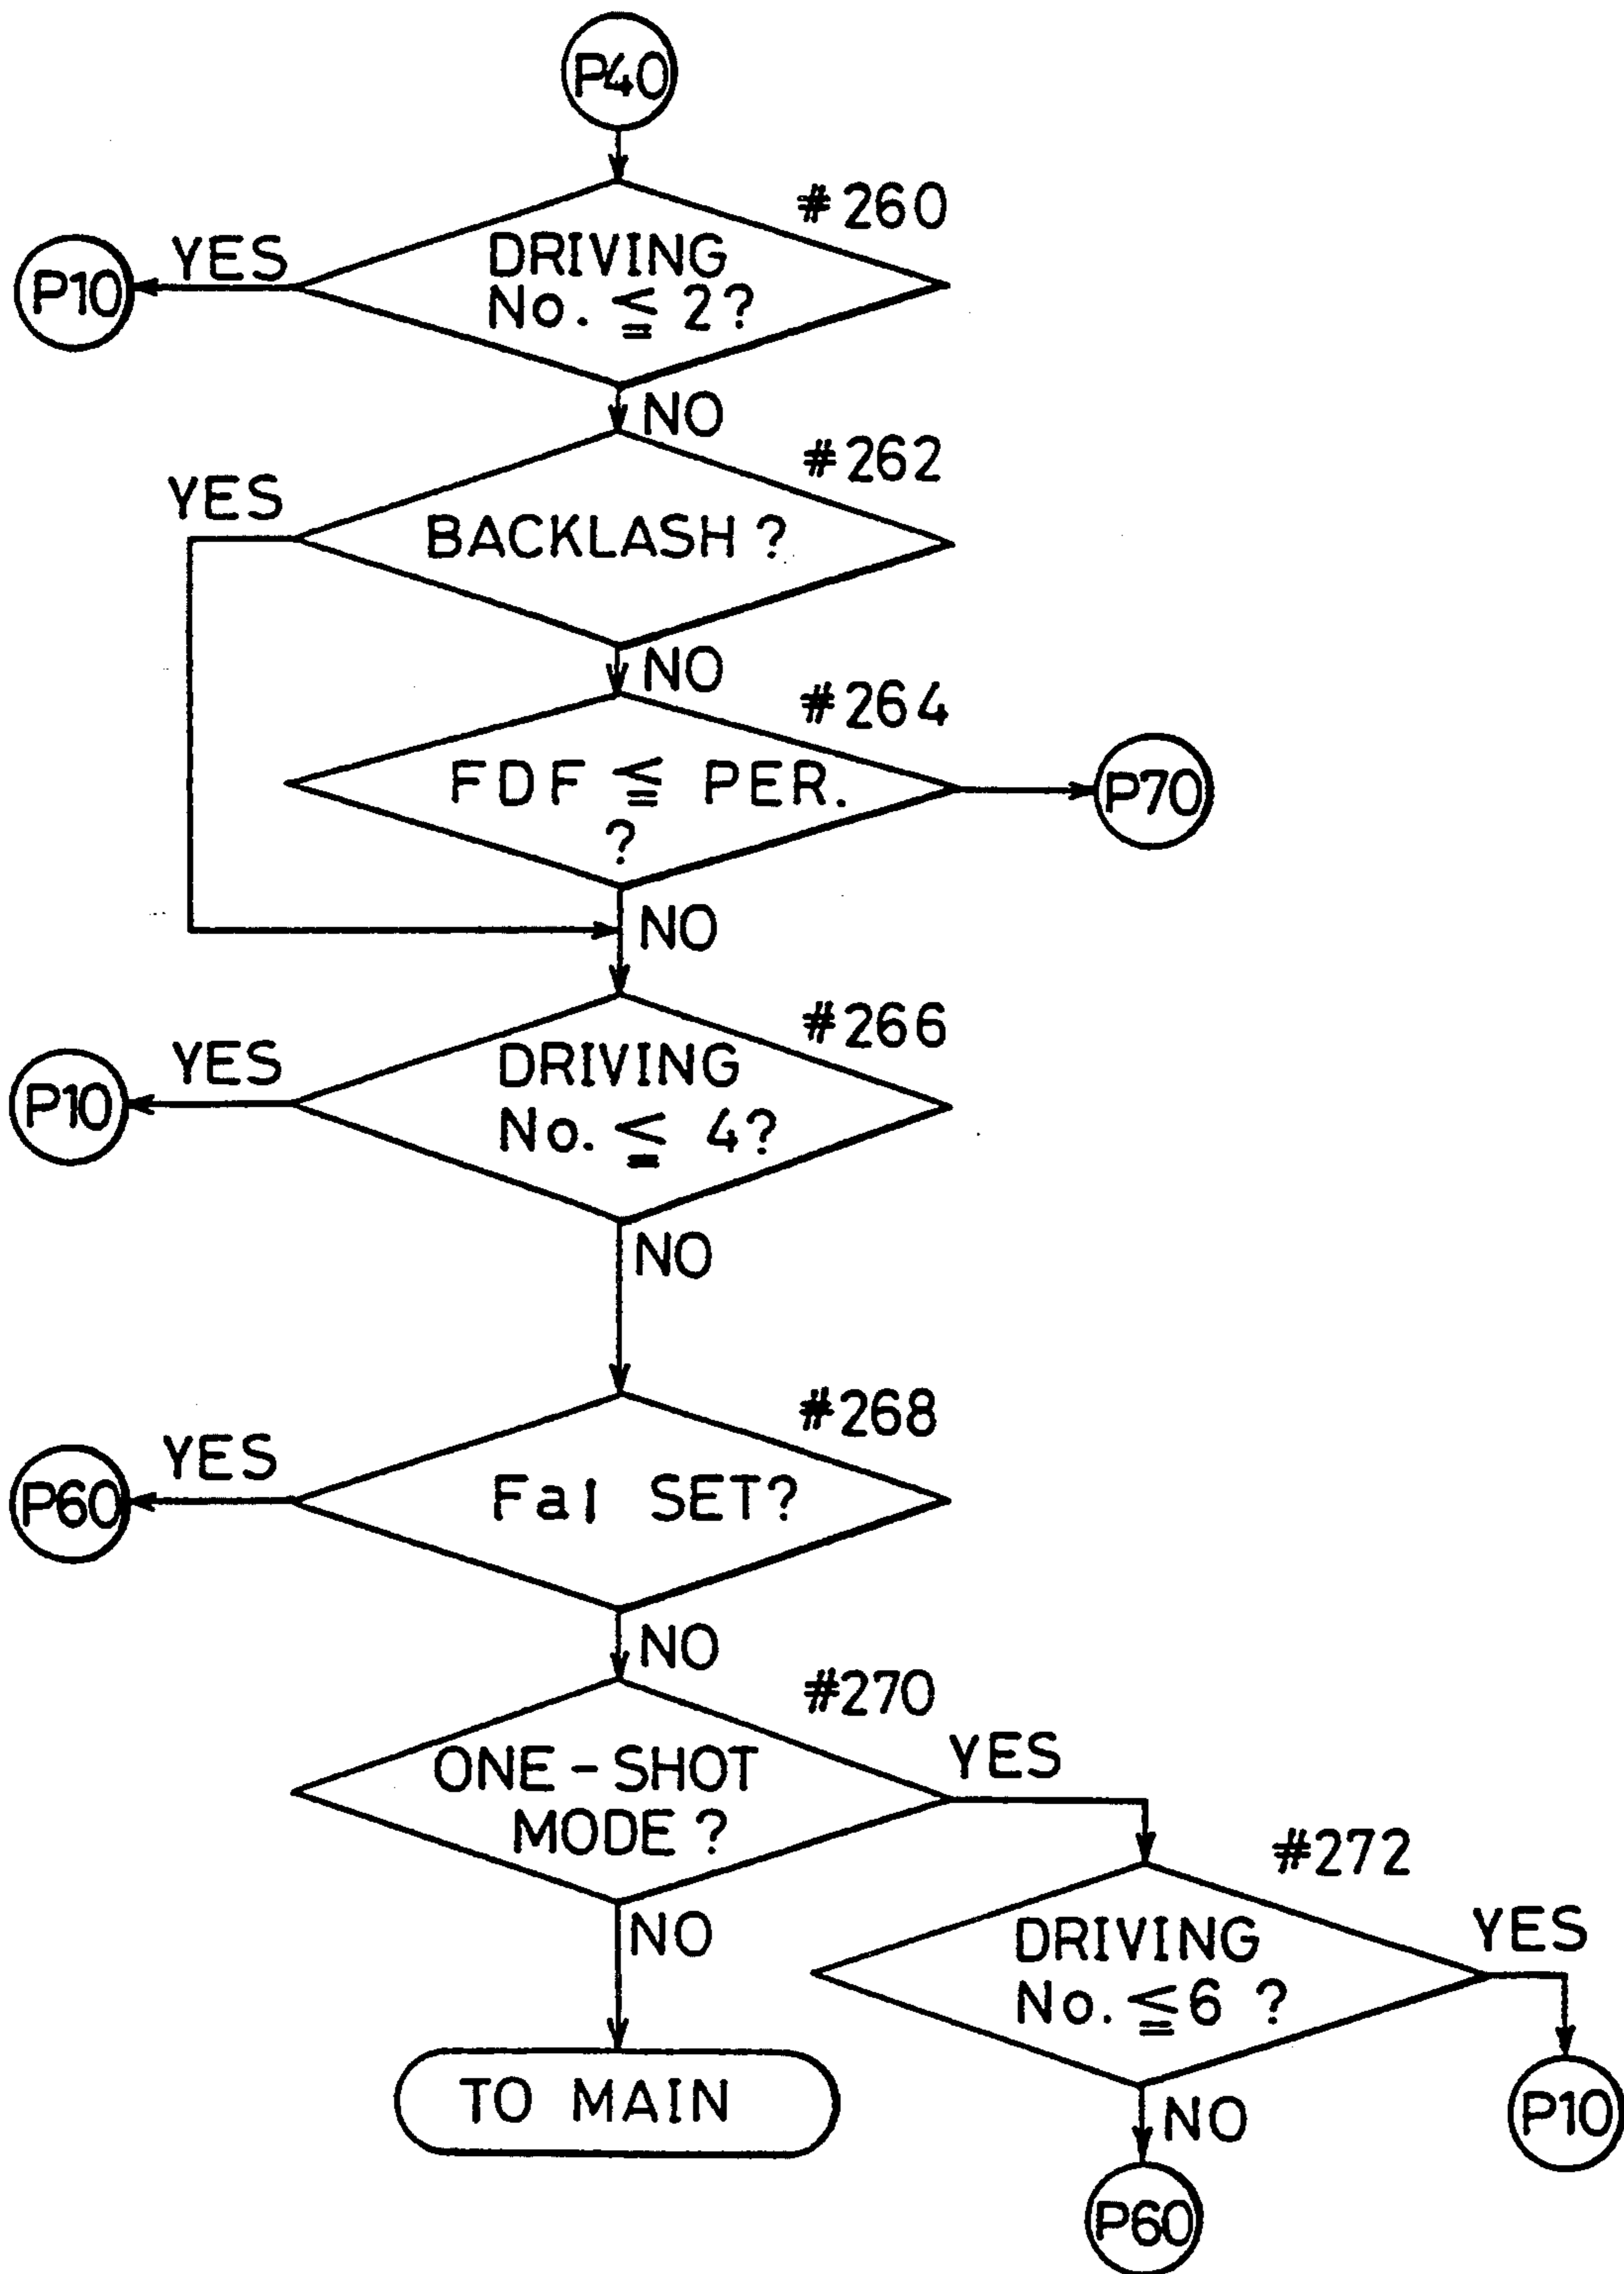 P40
#260
DRIVING
No. ≦ 2?
YES
P10
NO
#262
YES
BACKLASH ?
NO
#264
FDF ≦ PER.
?
P70
NO
#266
DRIVING
No. ≦ 4?
YES
P10
NO
#268
Fa1 SET?
YES
P60
NO
#270
ONE-SHOT
MODE ?
YES
NO
#272
DRIVING
No. ≦ 6 ?
YES
TO MAIN
NO
P10
P60